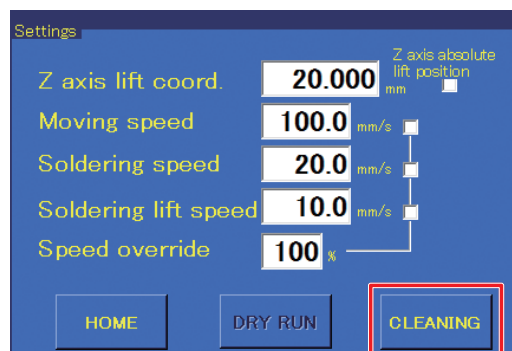 Settings
Z axis absolute
lift position
Z axis lift coord. 20.000 mm
Moving speed 100.0 mm/s
Soldering speed 20.0 mm/s
Soldering lift speed 10.0 mm/s
Speed override 100 %
HOME DRY RUN CLEANING